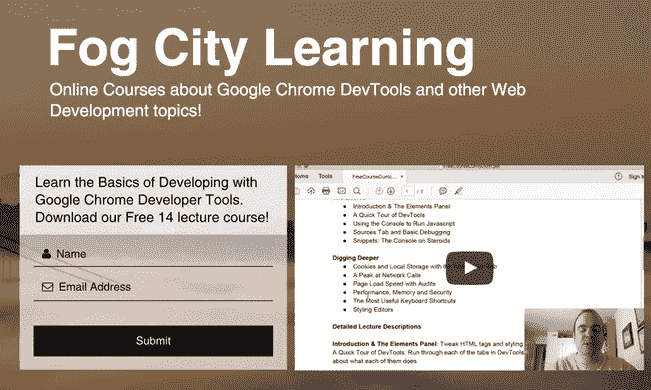 Fog City Learning
Online Courses about Google Chrome DevTools and other Web
Development topics!
Learn the Basics of Developing with
Google Chrome Developer Tools.
Download our Free 14 lecture course!
Name
Email Address
Submit
Home Tools FreeCourseCurric... × Sign In
1 / 2
Introduction & The Elements Panel
A Quick Tour of DevTools
Using the Console to Run Javascript
Sources Tab and Basic Debugging
Snippets: The Console on Steroids
Digging Deeper
Cookies and Local Storage with the
A Peak at Network Calls
Page Load Speed with Audits
Performance, Memory and Security
The Most Useful Keyboard Shortcuts
Styling Editors
Detailed Lecture Descriptions
Introduction & The Elements Panel: Tweak HTML tags and styling
A Quick Tour of DevTools: Run through each of the tabs in DevTools
about what each of them does.